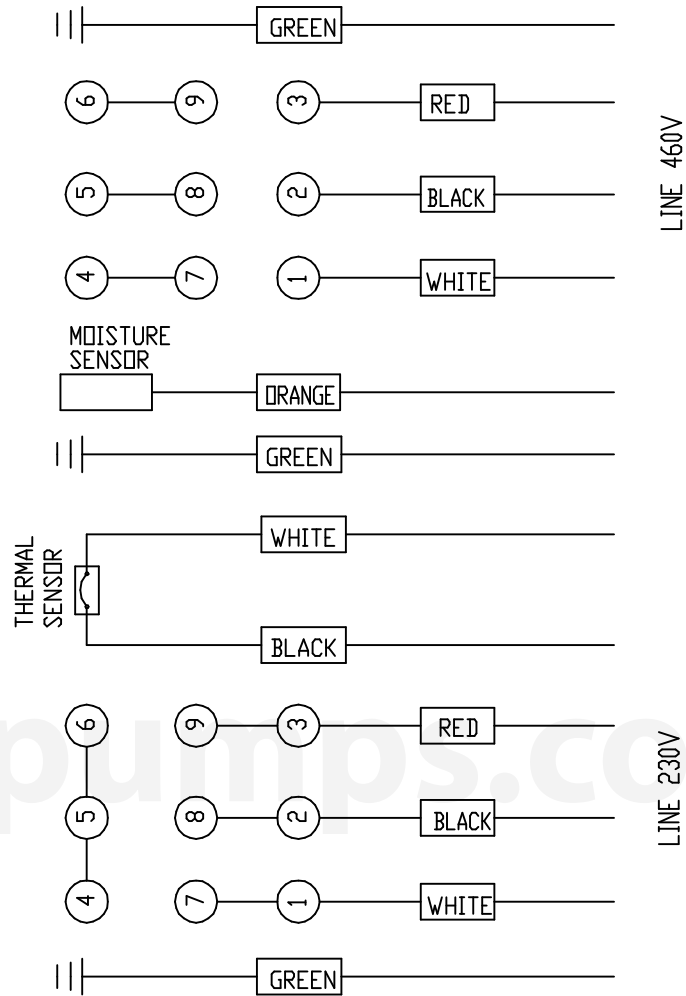 GREEN
6 9 3 RED
5 8 2 BLACK
4 7 1 WHITE
LINE 460V
MOISTURE
SENSOR
ORANGE
GREEN
WHITE
THERMAL
SENSOR
BLACK
6 9 3 RED
5 8 2 BLACK
4 7 1 WHITE
LINE 230V
GREEN
pumps.co